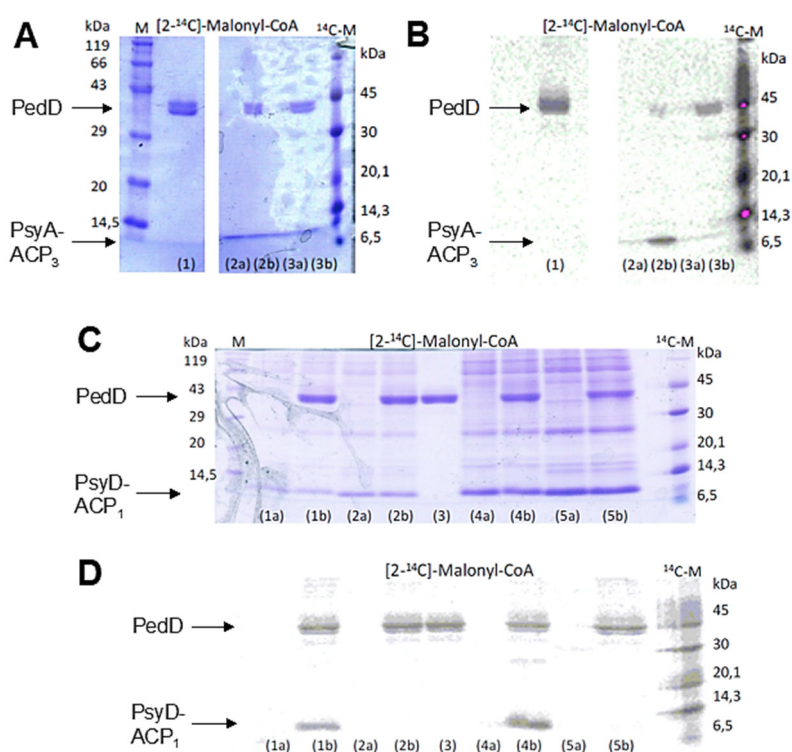 A
M [2-¹⁴C]-Malonyl-CoA ¹⁴C-M
kDa
119
66
43
29
20
14,5
PedD
PsyA-
ACP₃
kDa
45
30
20,1
14,3
6,5
(1) (2a) (2b) (3a) (3b)
B
[2-¹⁴C]-Malonyl-CoA ¹⁴C-M
kDa
PedD
PsyA-
ACP₃
45
30
20,1
14,3
6,5
(1) (2a) (2b) (3a) (3b)
C
kDa M [2-¹⁴C]-Malonyl-CoA ¹⁴C-M
119
43
29
20
14,5
PedD
PsyD-
ACP₁
kDa
45
30
20,1
14,3
6,5
(1a) (1b) (2a) (2b) (3) (4a) (4b) (5a) (5b)
D
[2-¹⁴C]-Malonyl-CoA ¹⁴C-M
kDa
PedD
PsyD-
ACP₁
45
30
20,1
14,3
6,5
(1a) (1b) (2a) (2b) (3) (4a) (4b) (5a) (5b)